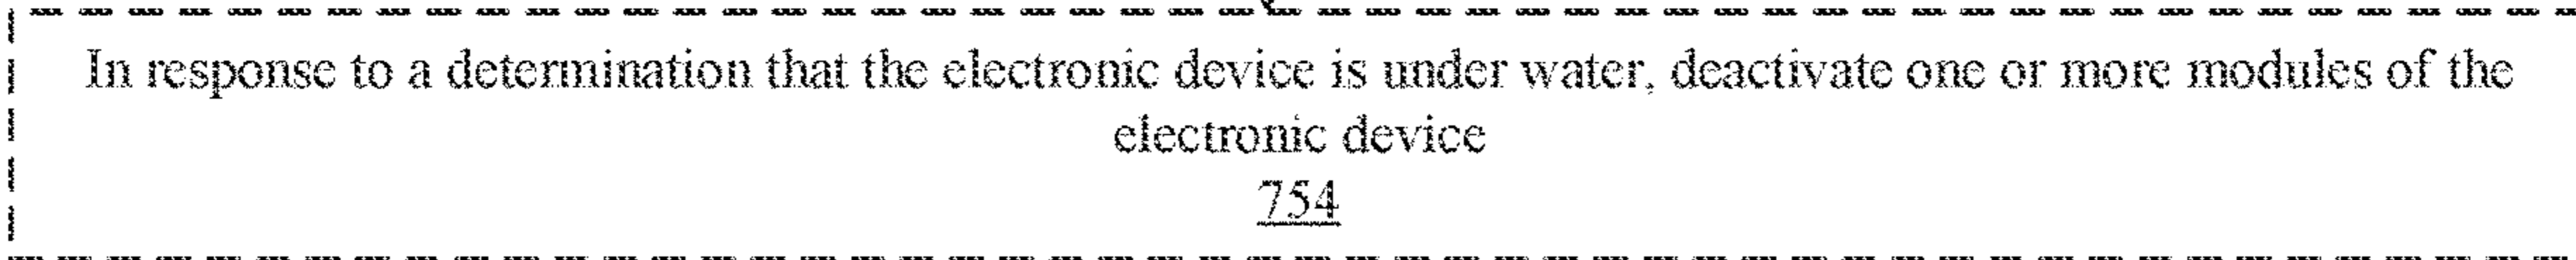 In response to a determination that the electronic device is under water, deactivate one or more modules of the
electronic device
754